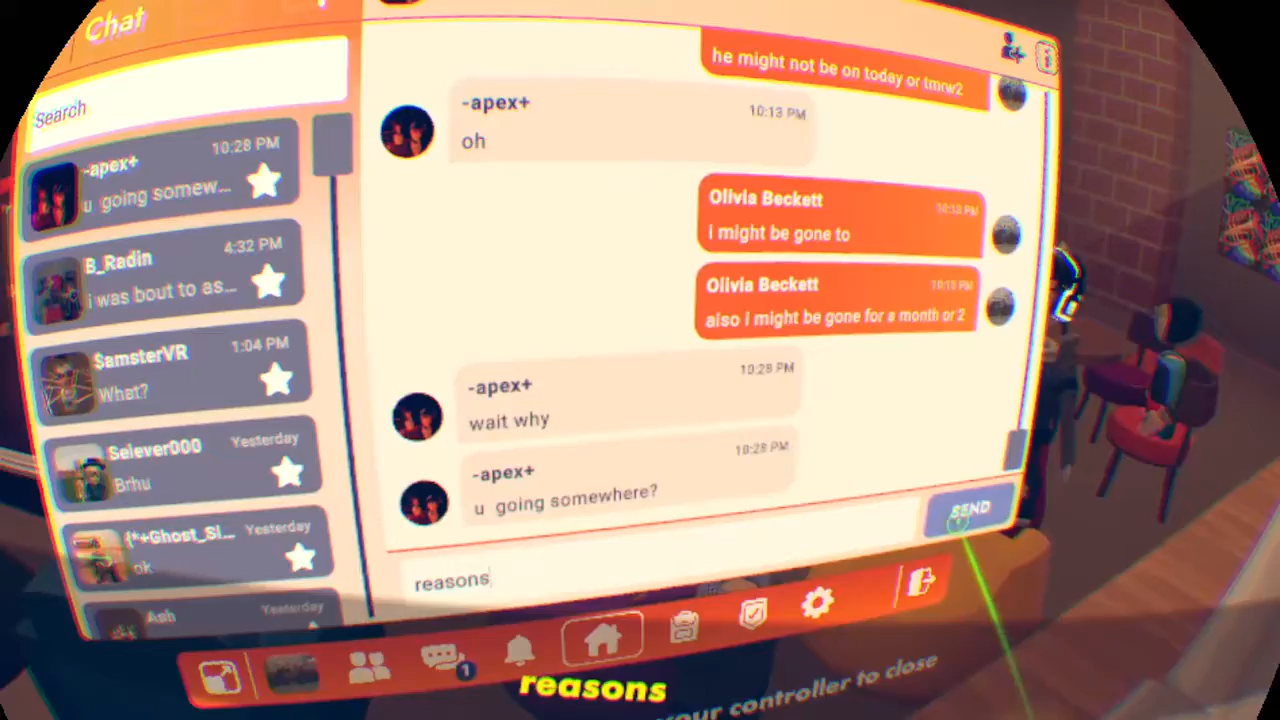 Chat
Search
-apex+ 10:28 PM
u going somew...
B_Radin 4:32 PM
i was bout to as...
$amsterVR 1:04 PM
What?
Selever000 Yesterday
Brhu
{*+Ghost_Sl... Yesterday
ok
Ash Yesterday
he might not be on today or tmrw2
-apex+ 10:13 PM
oh
Olivia Beckett
i might be gone to
Olivia Beckett
also i might be gone for a month or 2
-apex+ 10:28 PM
wait why
-apex+ 10:28 PM
u going somewhere?
SEND
reasons
1
reasons
your controller to close